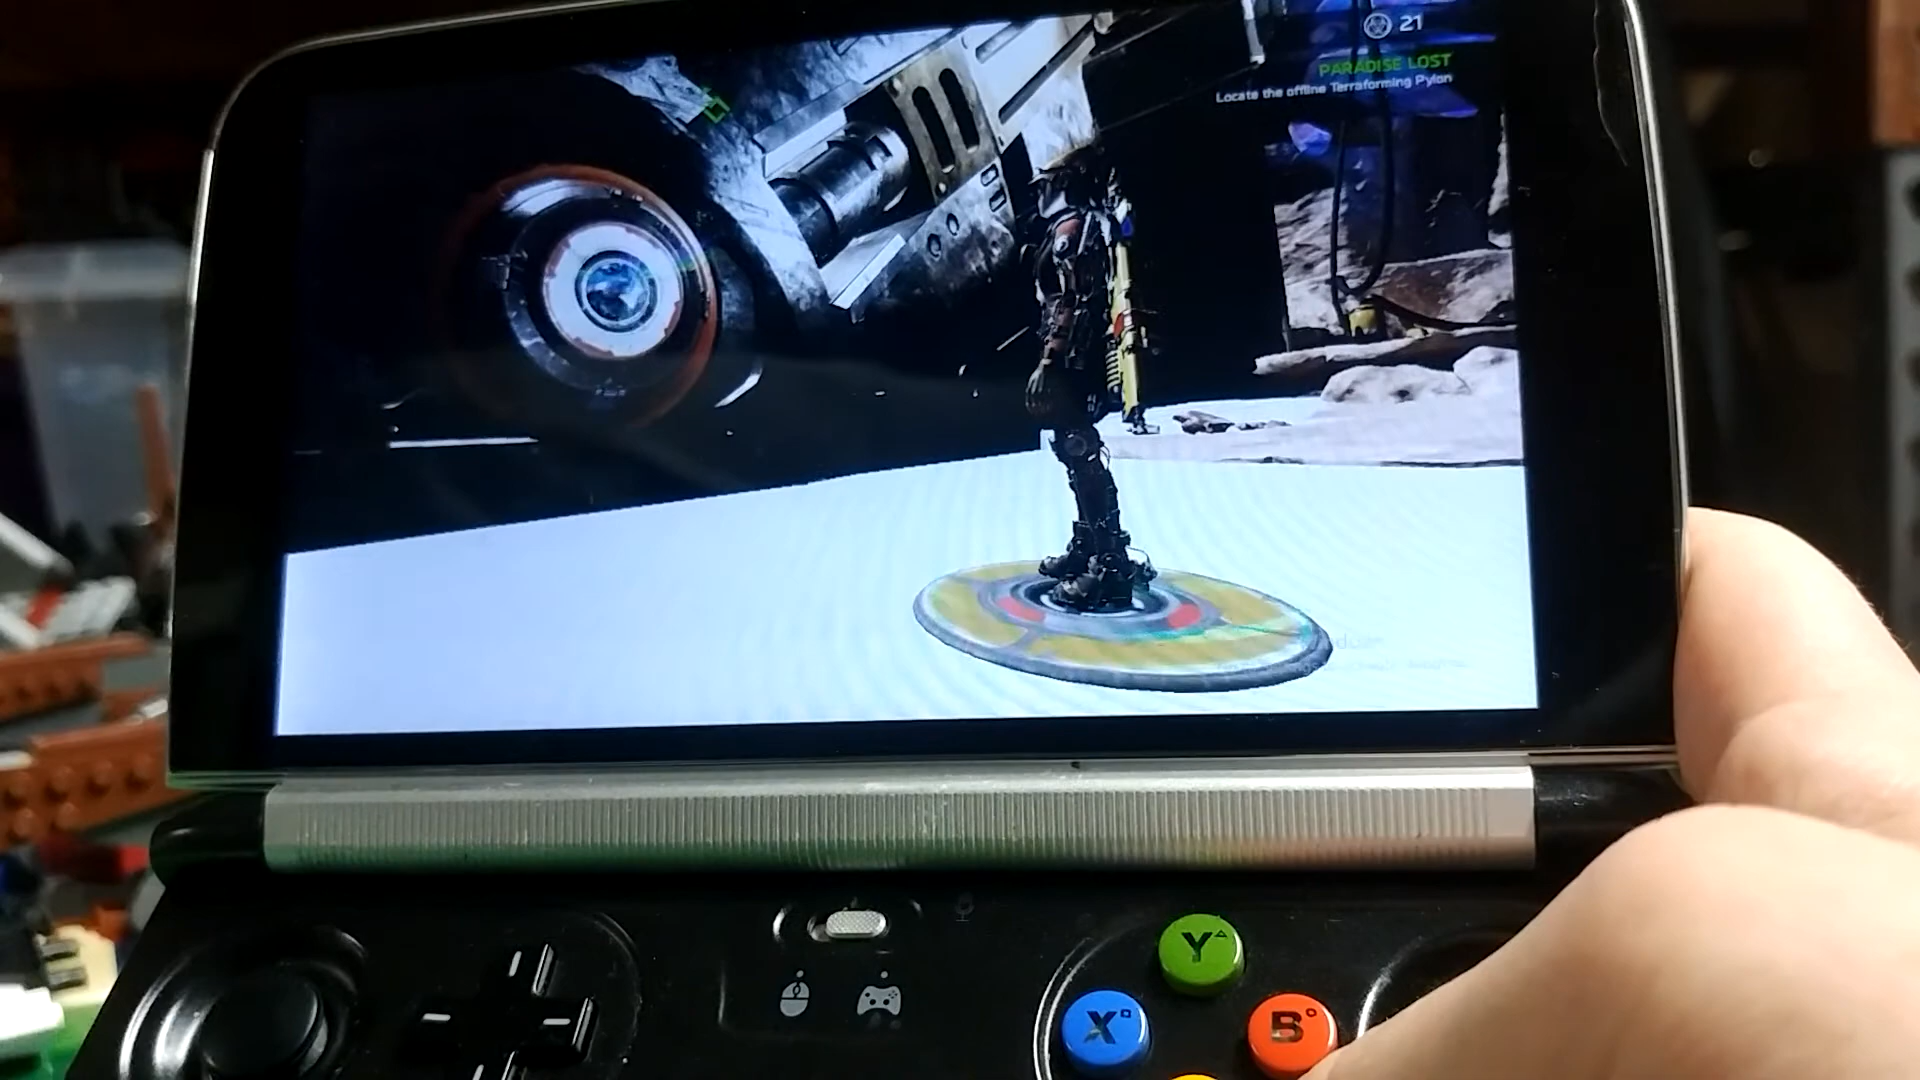 21
PARADISE LOST
Locate the offline Terraforming Pylon
Y
X
B